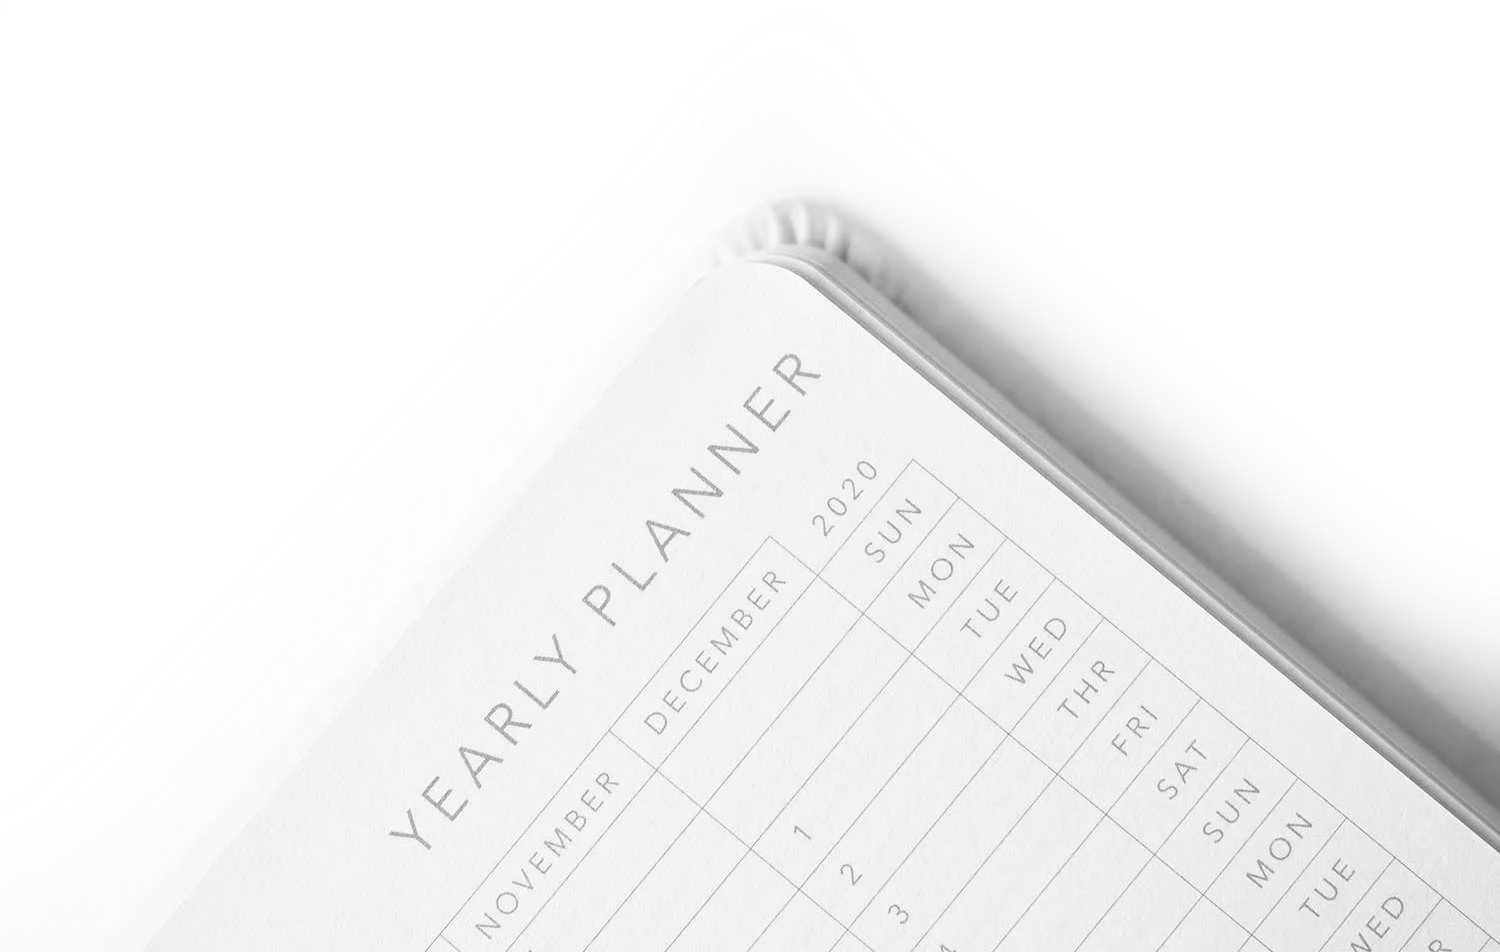 YEARLY PLANNER
2020
NOVEMBER DECEMBER
SUN
MON
1 TUE
2 WED
3 THR
4 FRI
SAT
SUN
MON
TUE
WED